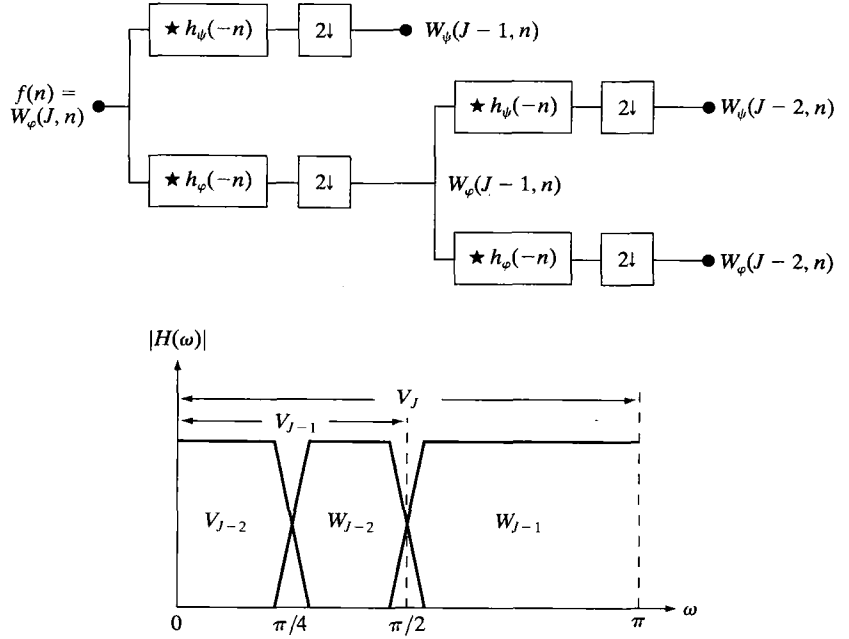 ★ h_ψ(−n)
2↓
W_ψ(J − 1, n)
f(n) =
W_φ(J, n)
★ h_ψ(−n)
2↓
W_ψ(J − 2, n)
★ h_φ(−n)
2↓
W_φ(J − 1, n)
★ h_φ(−n)
2↓
W_φ(J − 2, n)
|H(ω)|
V_J
V_{J−1}
V_{J−2}
W_{J−2}
W_{J−1}
0
π/4
π/2
π
ω